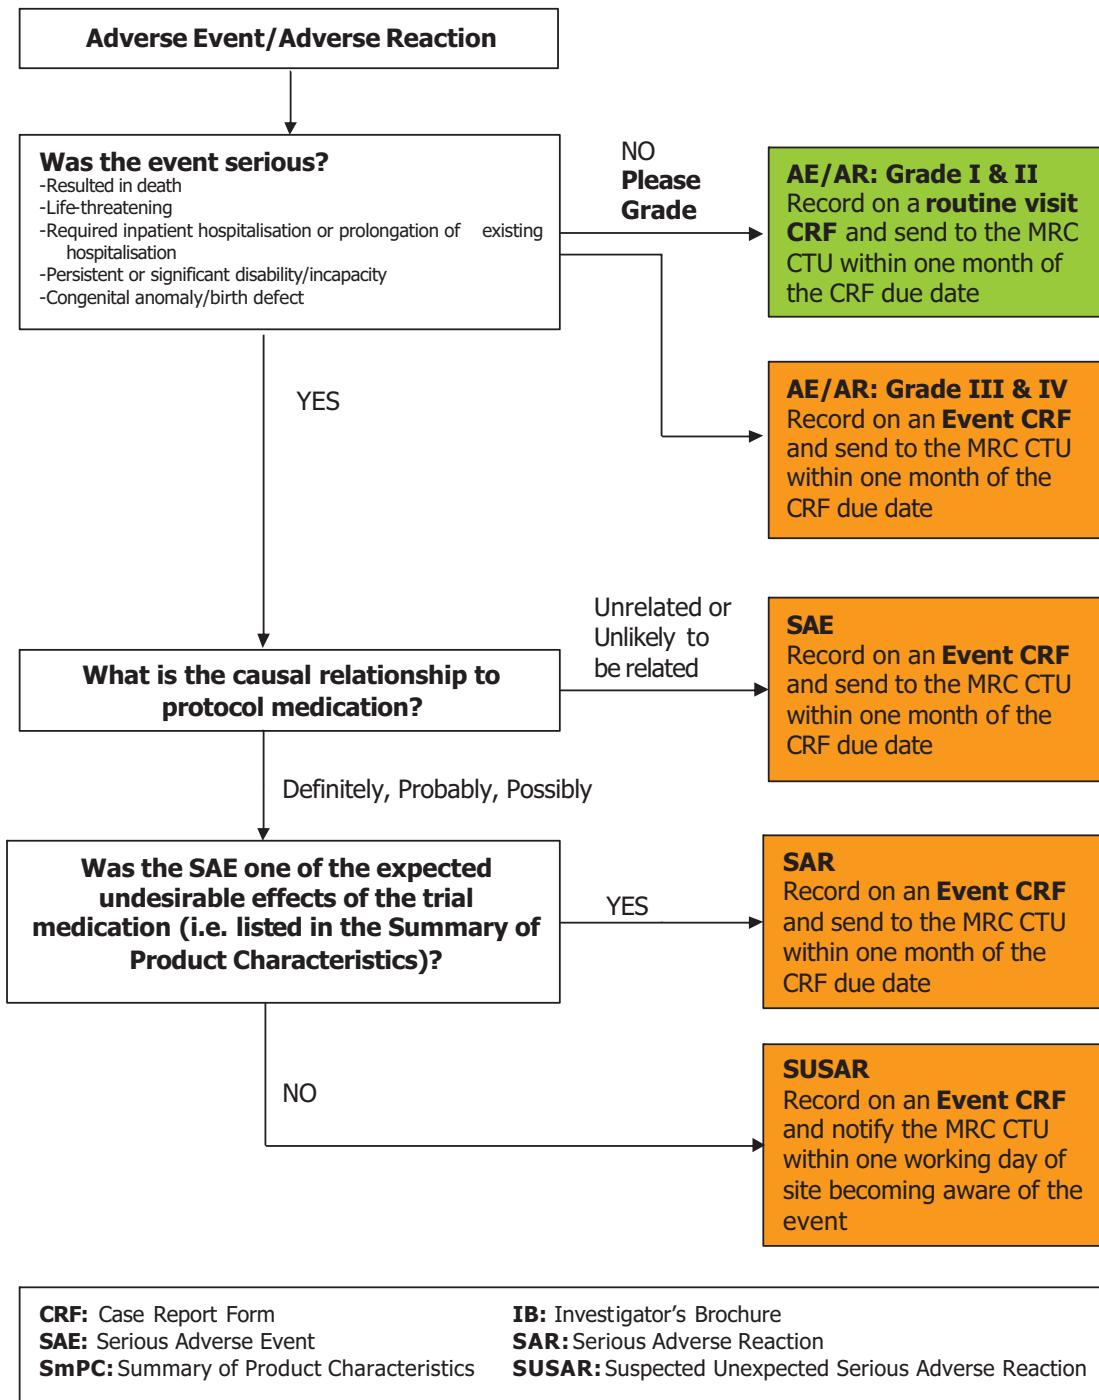 Adverse Event/Adverse Reaction
Was the event serious?
-Resulted in death
-Life-threatening
-Required inpatient hospitalisation or prolongation of existing
hospitalisation
-Persistent or significant disability/incapacity
-Congenital anomaly/birth defect
NO
Please
Grade
AE/AR: Grade I & II
Record on a routine visit
CRF and send to the MRC
CTU within one month of
the CRF due date
YES
AE/AR: Grade III & IV
Record on an Event CRF
and send to the MRC CTU
within one month of the
CRF due date
What is the causal relationship to
protocol medication?
Unrelated or
Unlikely to
be related
SAE
Record on an Event CRF
and send to the MRC CTU
within one month of the
CRF due date
Definitely, Probably, Possibly
Was the SAE one of the expected
undesirable effects of the trial
medication (i.e. listed in the Summary of
Product Characteristics)?
YES
SAR
Record on an Event CRF
and send to the MRC CTU
within one month of the
CRF due date
NO
SUSAR
Record on an Event CRF
and notify the MRC CTU
within one working day of
site becoming aware of the
event
CRF: Case Report Form
SAE: Serious Adverse Event
SmPC: Summary of Product Characteristics
IB: Investigator's Brochure
SAR: Serious Adverse Reaction
SUSAR: Suspected Unexpected Serious Adverse Reaction